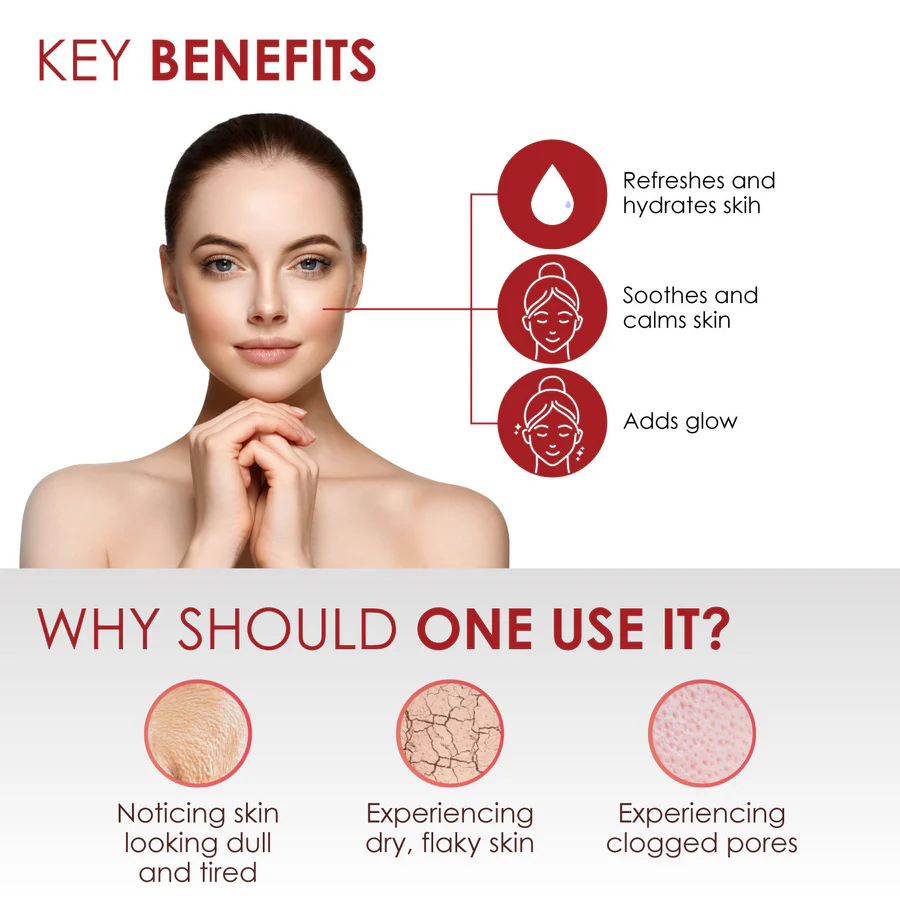 KEY BENEFITS
Refreshes and
hydrates skih
Soothes and
calms skin
Adds glow
WHY SHOULD ONE USE IT?
Noticing skin
looking dull
and tired
Experiencing
dry, flaky skin
Experiencing
clogged pores